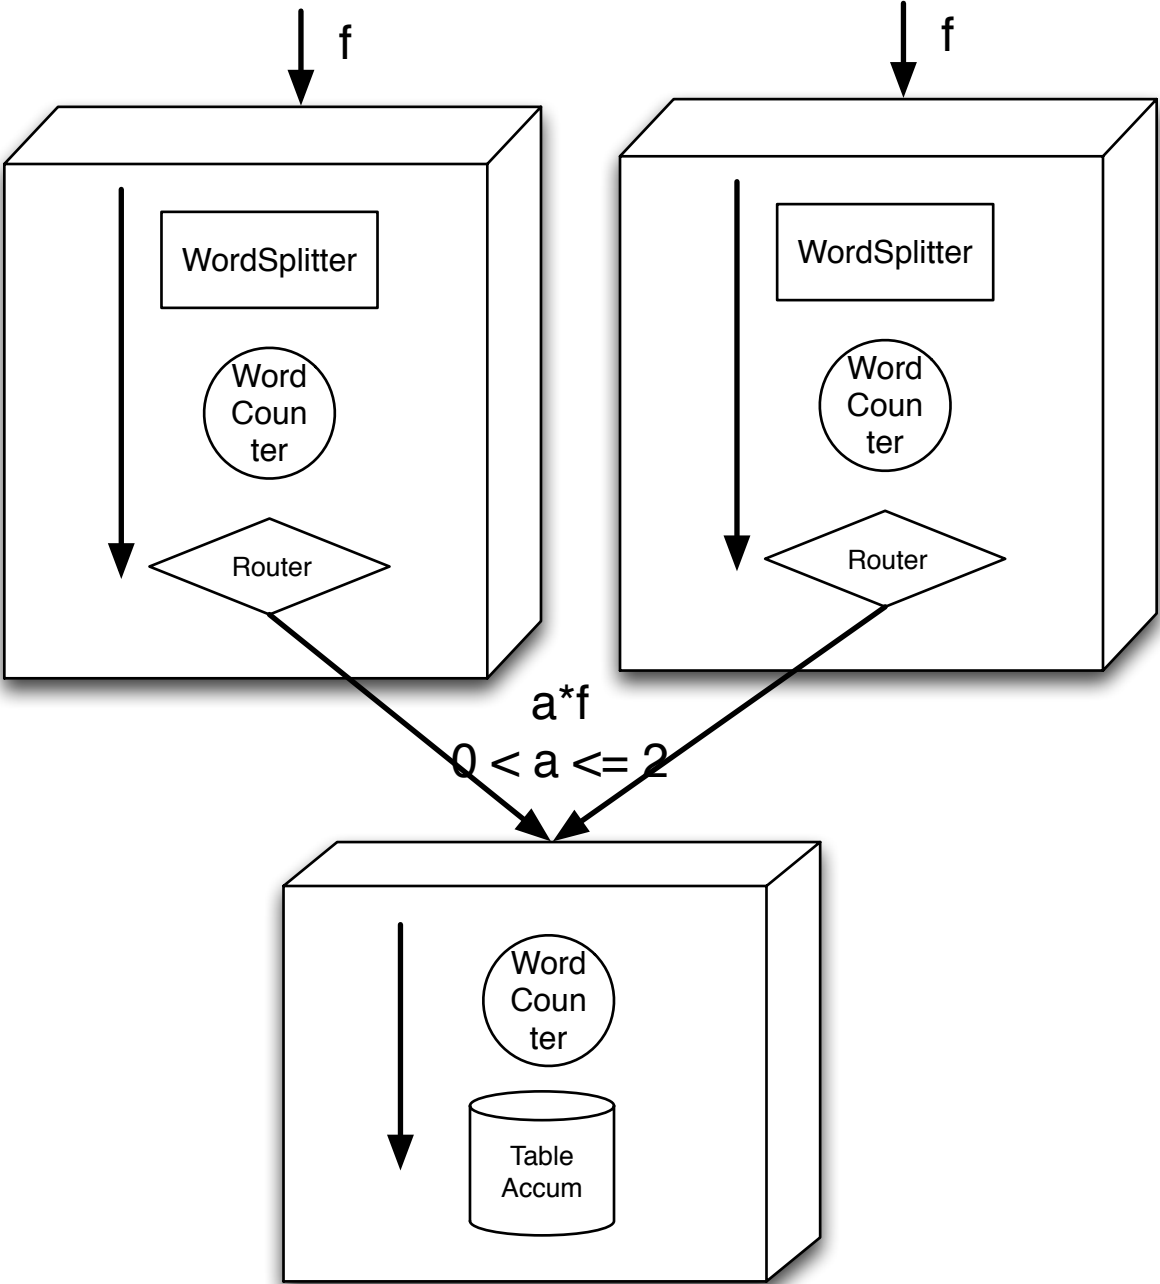 f
f
WordSplitter
Word
Coun
ter
Router
WordSplitter
Word
Coun
ter
Router
a*f
0 < a <= 2
Word
Coun
ter
Table
Accum